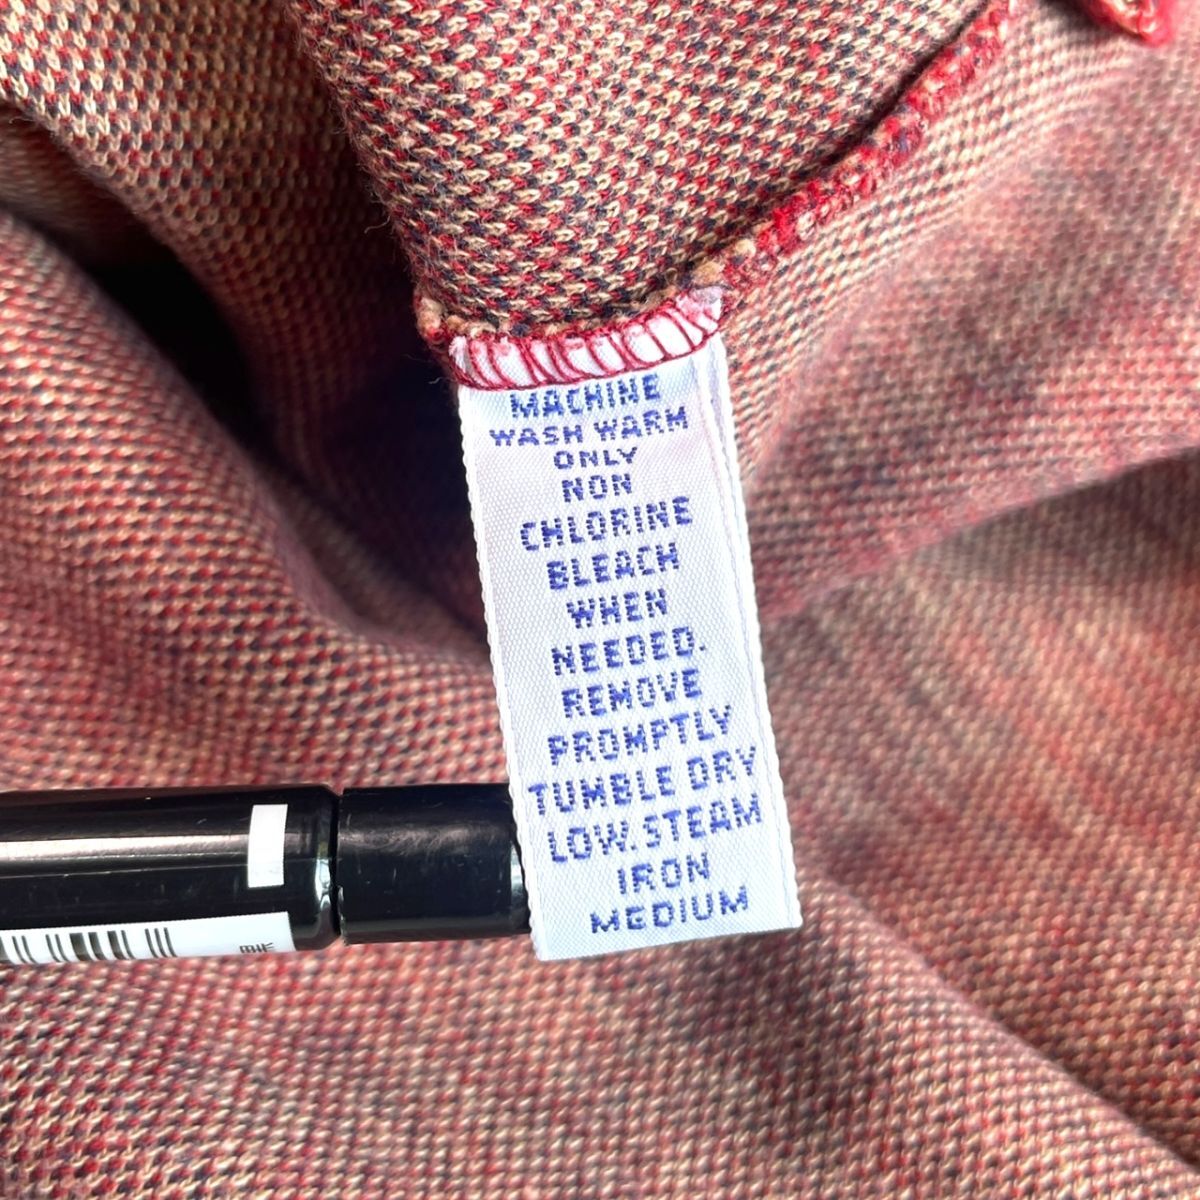 MACHINE
WASH WARM
ONLY
NON
CHLORINE
BLEACH
WHEN
NEEDED.
REMOVE
PROMPTLY
TUMBLE DRY
LOW. STEAM
IRON
MEDIUM